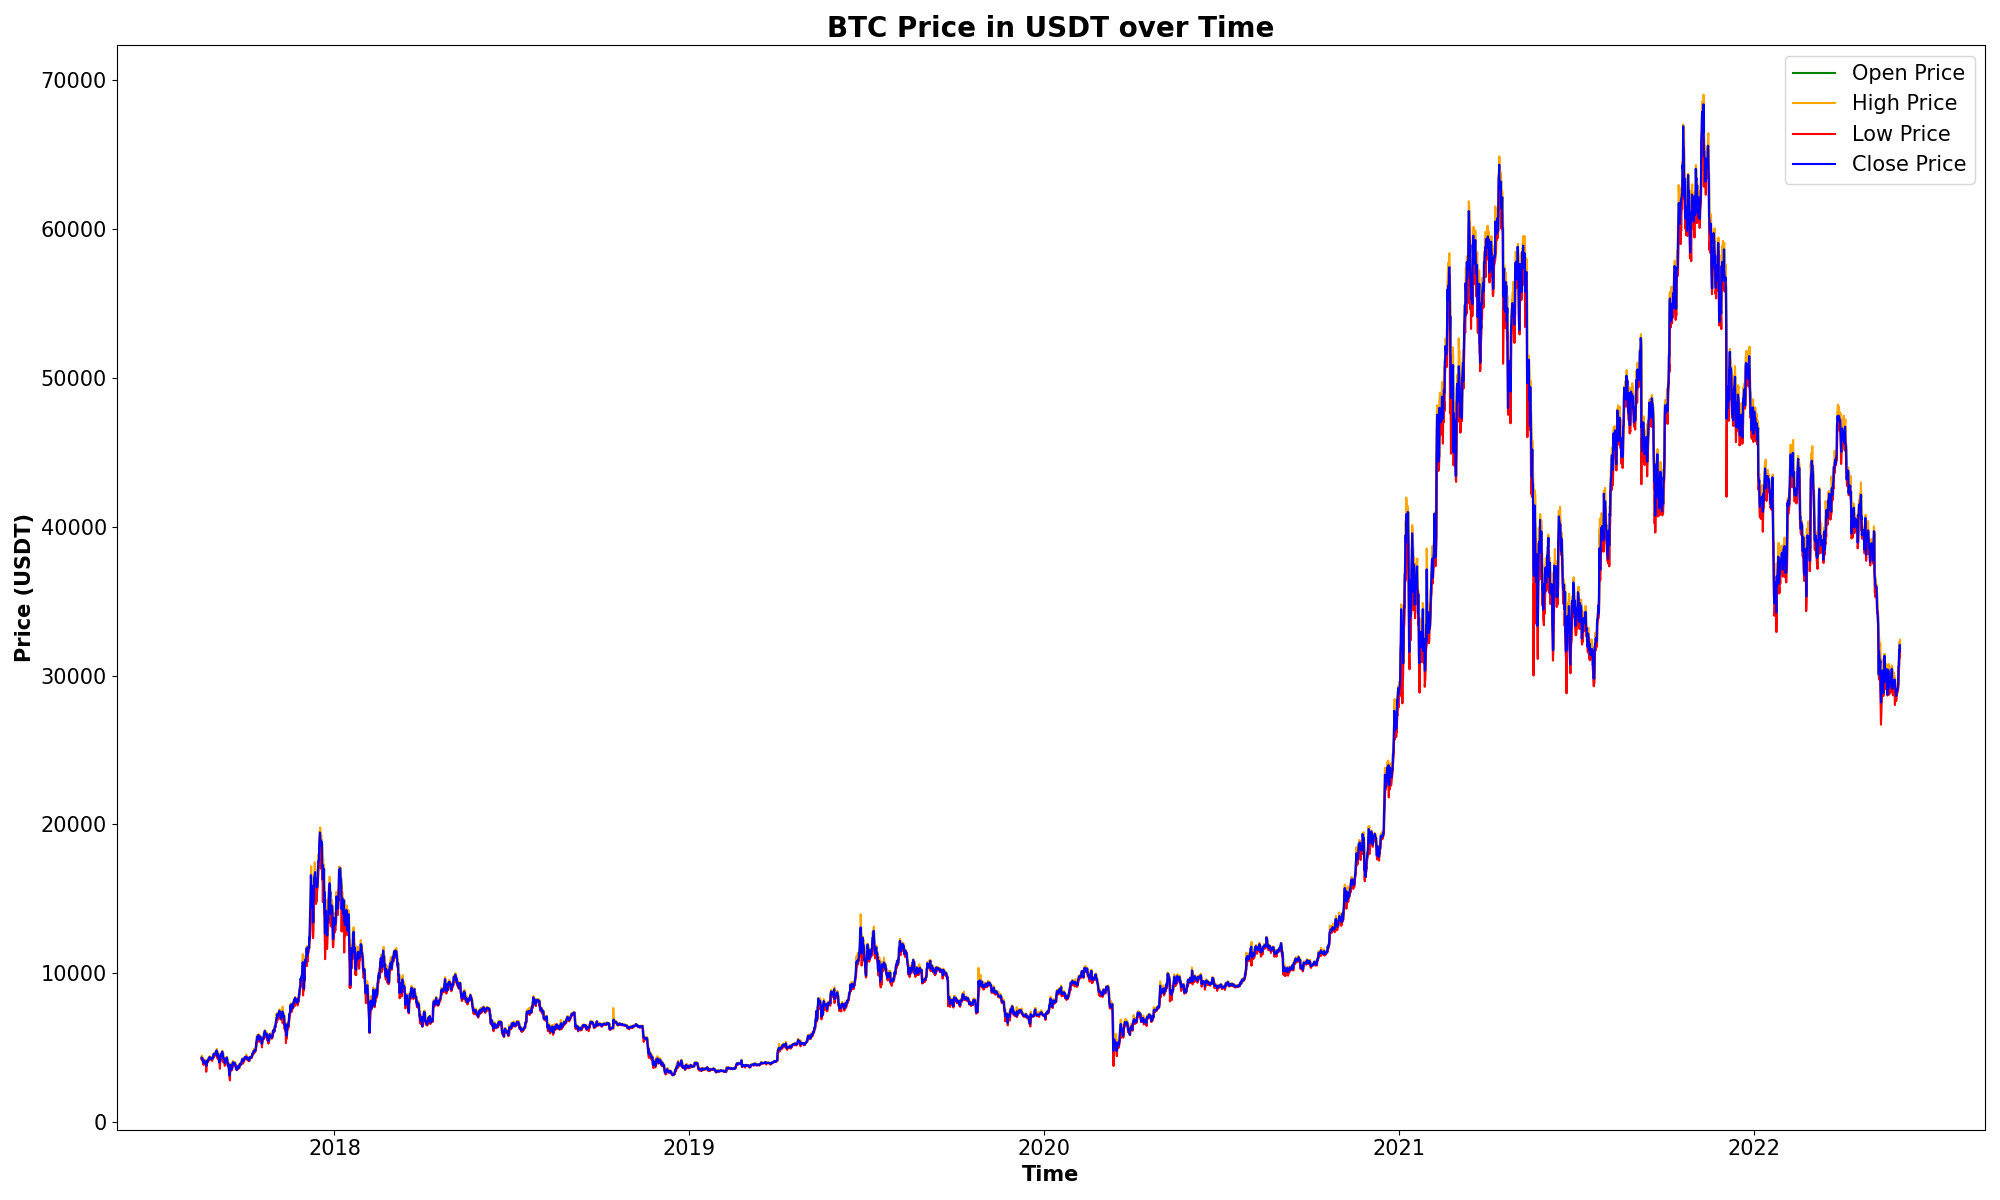 BTC Price in USDT over Time
Open Price
High Price
Low Price
Close Price
Price (USDT)
70000
60000
50000
40000
30000
20000
10000
0
2018
2019
2020
2021
2022
Time